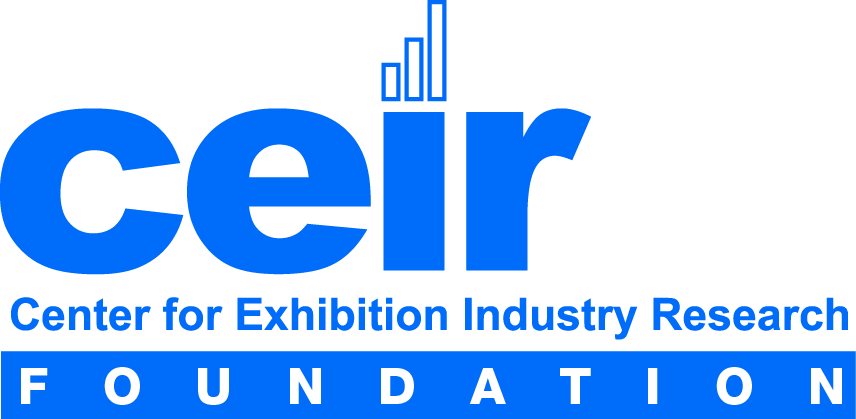 ceir
Center for Exhibition Industry Research
FOUNDATION